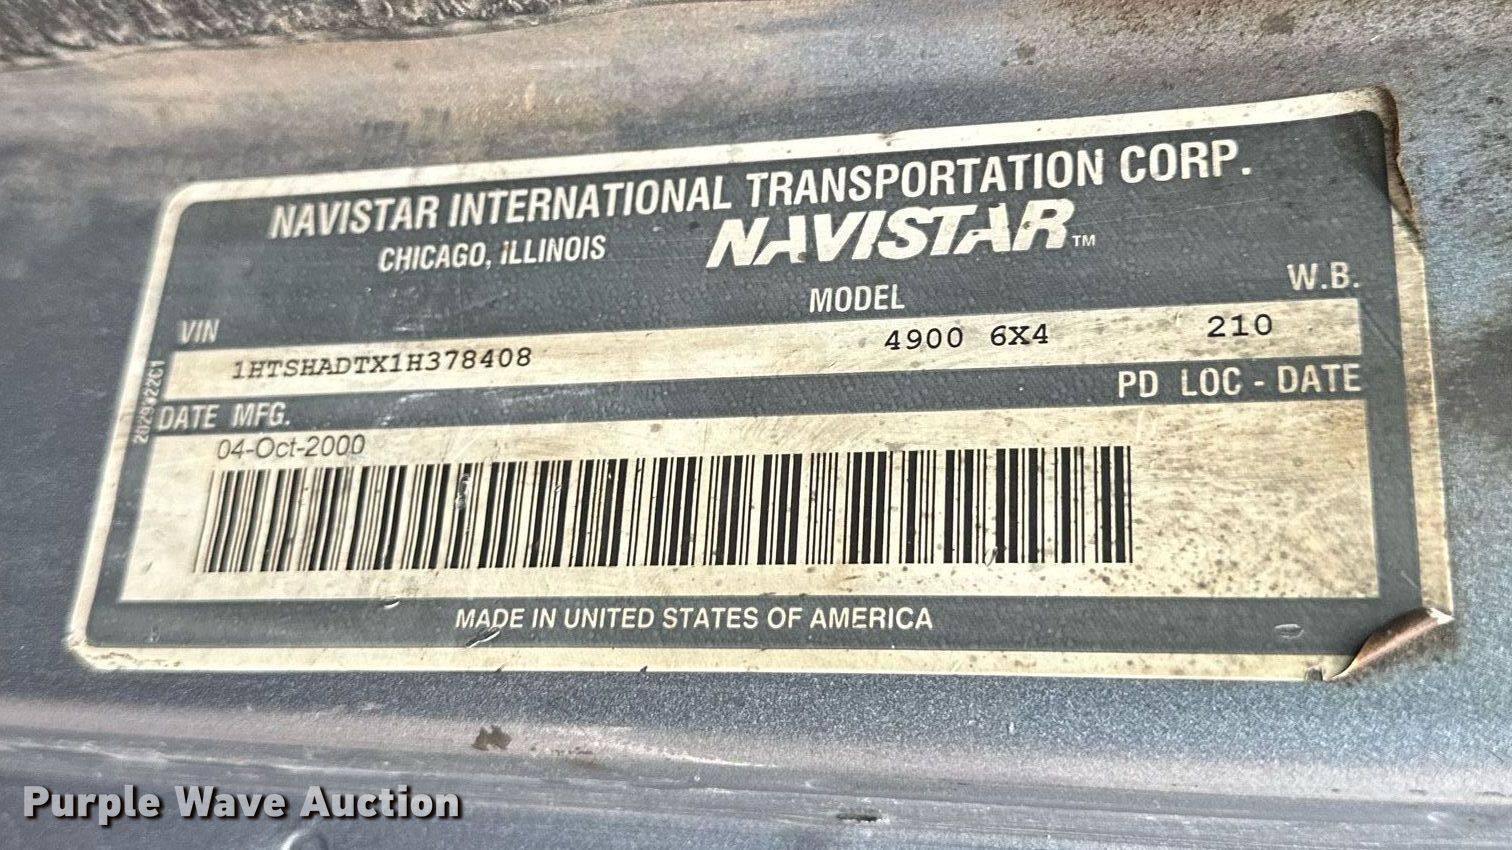 NAVISTAR INTERNATIONAL TRANSPORTATION CORP.
CHICAGO, ILLINOIS
NAVISTAR™
VIN
MODEL
W.B.
1HTSHADTX1H378408
4900 6X4
210
DATE MFG.
PD LOC - DATE
04-Oct-2000
MADE IN UNITED STATES OF AMERICA
Purple Wave Auction